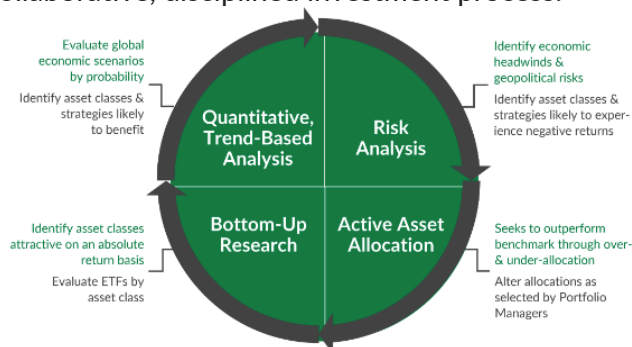 collaborative, disciplined investment process.
Evaluate global
economic scenarios
by probability
Identify asset classes &
strategies likely
to benefit
Quantitative,
Trend-Based
Analysis
Risk
Analysis
Identify economic
headwinds &
geopolitical risks
Identify asset classes &
strategies likely to exper-
ience negative returns
Identify asset classes
attractive on an absolute
return basis
Evaluate ETFs by
asset class
Bottom-Up
Research
Active Asset
Allocation
Seeks to outperform
benchmark through over-
& under-allocation
Alter allocations as
selected by Portfolio
Managers